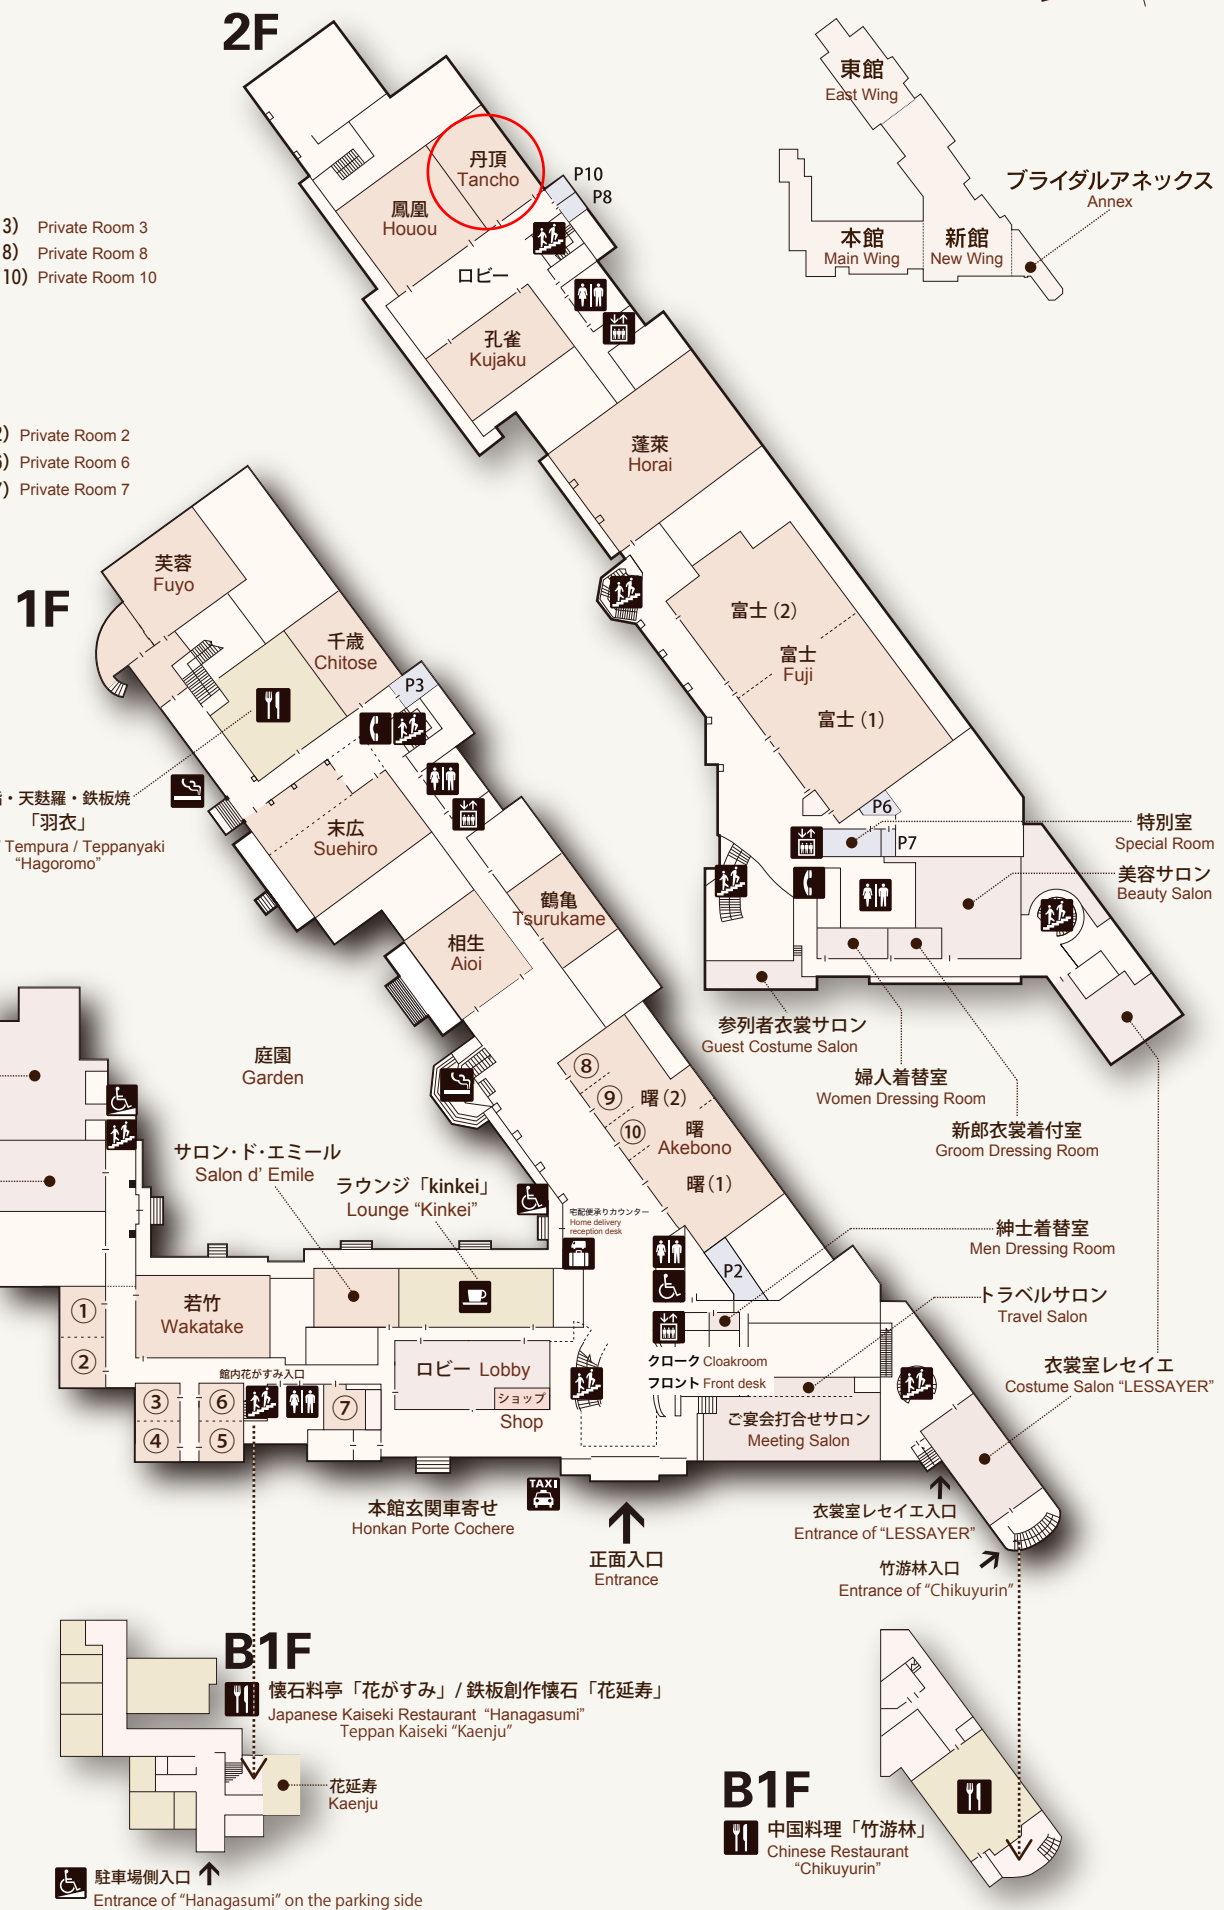 2F
東館
East Wing
ブライダルアネックス
Annex
本館
Main Wing
新館
New Wing
丹頂
Tancho
P10
P8
鳳凰
Houou
ロビー
3) Private Room 3
8) Private Room 8
10) Private Room 10
孔雀
Kujaku
蓬莱
Horai
2) Private Room 2
6) Private Room 6
7) Private Room 7
富士(2)
富士
Fuji
富士(1)
P6
P7
特別室
Special Room
美容サロン
Beauty Salon
参列者衣裳サロン
Guest Costume Salon
婦人着替室
Women Dressing Room
新郎衣裳着付室
Groom Dressing Room
1F
芙蓉
Fuyo
千歳
Chitose
P3
・天麩羅・鉄板焼
「羽衣」
/ Tempura / Teppanyaki
“Hagoromo”
末広
Suehiro
鶴亀
Tsurukame
相生
Aioi
庭園
Garden
⑧
⑨
曙(2)
⑩
曙
Akebono
曙(1)
サロン・ド・エミール
Salon d’ Emile
ラウンジ「kinkei」
Lounge “Kinkei”
宅配便承りカウンター
Home delivery
reception desk
紳士着替室
Men Dressing Room
P2
トラベルサロン
Travel Salon
①
②
若竹
Wakatake
クローク Cloakroom
フロント Front desk
衣裳室レセイエ
Costume Salon “LESSAYER”
ロビー Lobby
ショップ
Shop
館内花がすみ入口
③
④
⑥
⑤
⑦
ご宴会打合せサロン
Meeting Salon
TAXI
本館玄関車寄せ
Honkan Porte Cochere
正面入口
Entrance
衣裳室レセイエ入口
Entrance of “LESSAYER”
竹游林入口
Entrance of “Chikuyurin”
B1F
懐石料亭「花がすみ」/ 鉄板創作懐石「花延寿」
Japanese Kaiseki Restaurant “Hanagasumi”
Teppan Kaiseki “Kaenju”
花延寿
Kaenju
駐車場側入口
Entrance of “Hanagasumi” on the parking side
B1F
中国料理「竹游林」
Chinese Restaurant
“Chikuyurin”